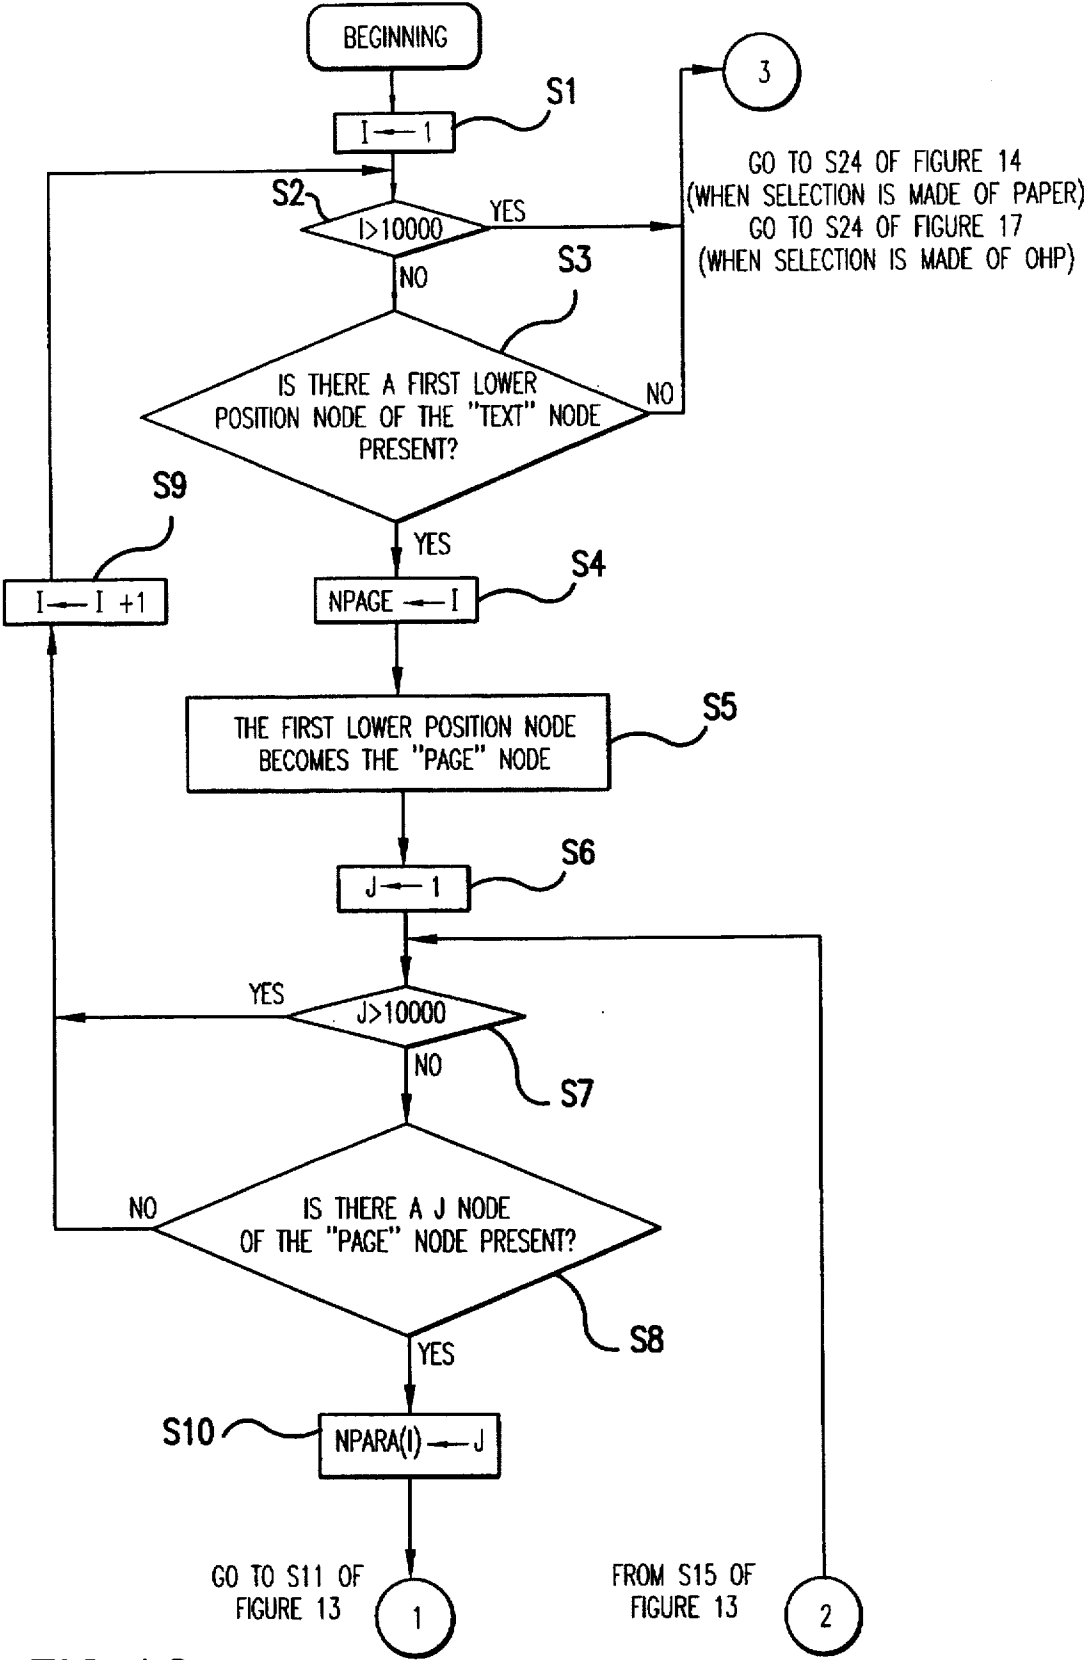 BEGINNING
3
S1
I ← 1
GO TO S24 OF FIGURE 14
(WHEN SELECTION IS MADE OF PAPER)
GO TO S24 OF FIGURE 17
(WHEN SELECTION IS MADE OF OHP)
S2
I>10000
YES
NO
S3
IS THERE A FIRST LOWER
POSITION NODE OF THE "TEXT" NODE
PRESENT?
NO
YES
S9
I ← I +1
S4
NPAGE ← I
S5
THE FIRST LOWER POSITION NODE
BECOMES THE "PAGE" NODE
S6
J ← 1
YES
J>10000
NO
S7
NO
IS THERE A J NODE
OF THE "PAGE" NODE PRESENT?
S8
YES
S10
NPARA(I) ← J
GO TO S11 OF
FIGURE 13
1
FROM S15 OF
FIGURE 13
2